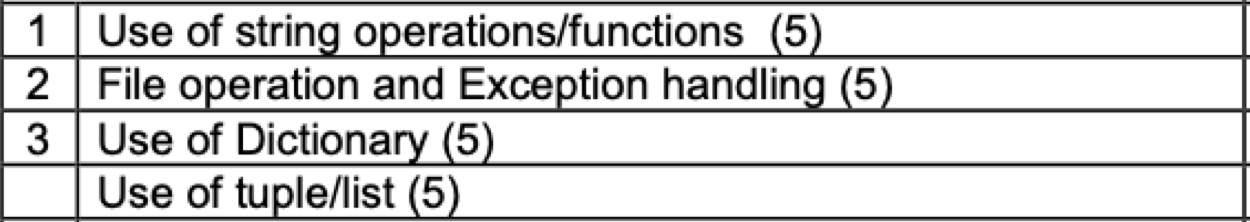 1 Use of string operations/functions (5)
2 File operation and Exception handling (5)
3 Use of Dictionary (5)
Use of tuple/list (5)